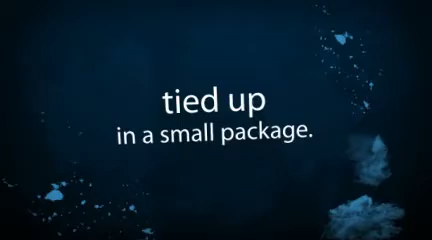 tied up
in a small package.